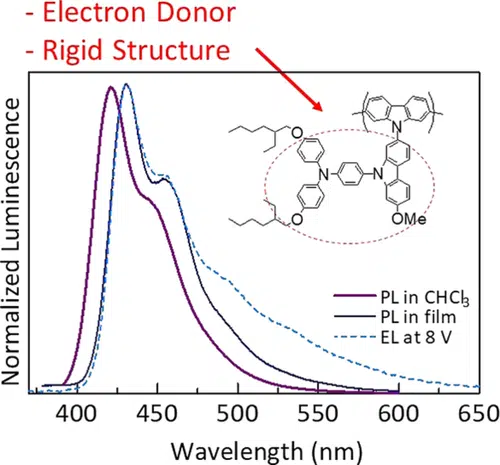 - Electron Donor
- Rigid Structure
Normalized Luminescence
O
N
N
N
O
OMe
PL in CHCl3
PL in film
EL at 8 V
400 450 500 550 600 650
Wavelength (nm)